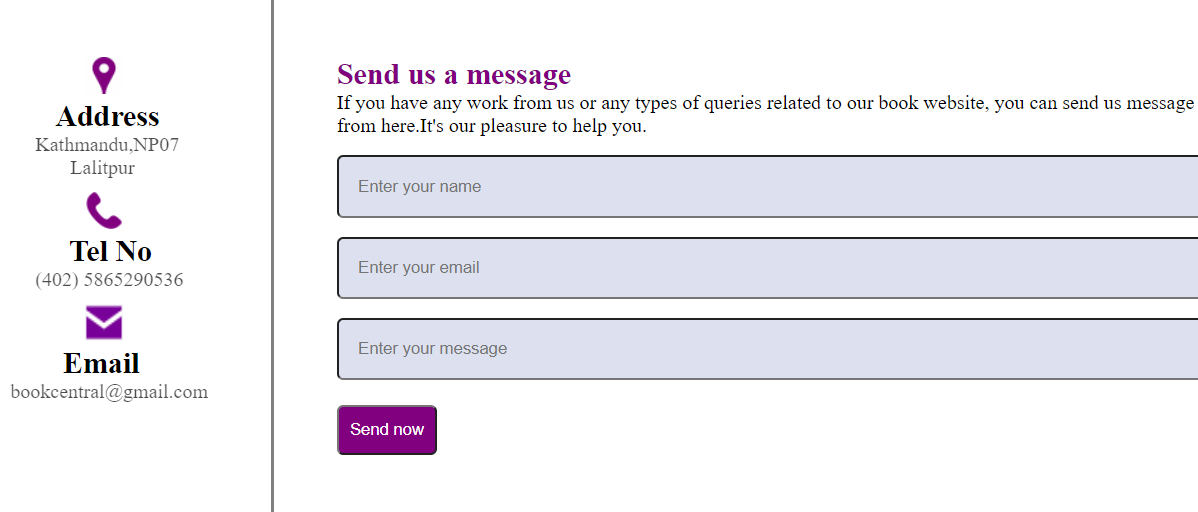 Address
Kathmandu,NP07
Lalitpur
Tel No
(402) 5865290536
Email
bookcentral@gmail.com
Send us a message
If you have any work from us or any types of queries related to our book website, you can send us message
from here.It's our pleasure to help you.
Enter your name
Enter your email
Enter your message
Send now